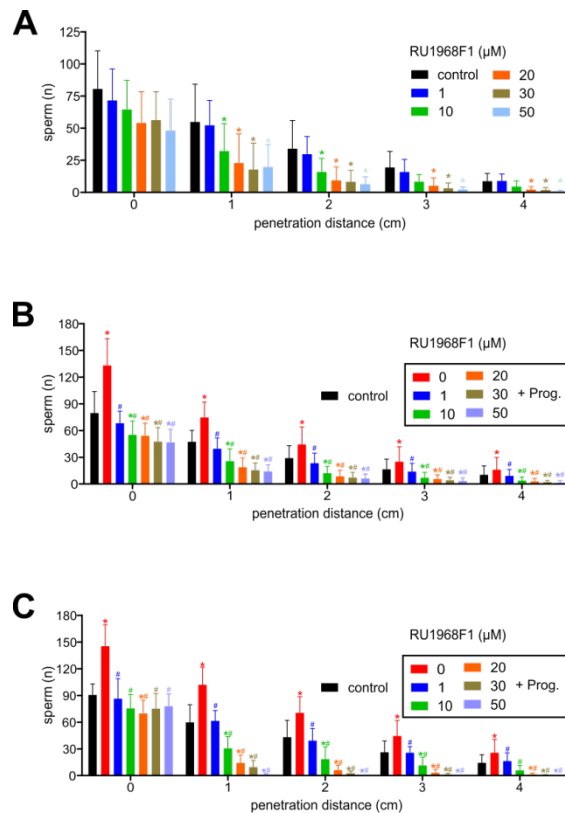 A
RU1968F1 (µM)
control 20
1 30
10 50
sperm (n)
125
100
75
50
25
0
* * * *
* * * *
* * *
* * *
0 1 2 3 4
penetration distance (cm)
B
RU1968F1 (µM)
control
0 20
1 30 + Prog.
10 50
sperm (n)
180
150
120
90
60
30
0
* # *# *# *# *#
* # *# *# *# *#
* # *# *# *# *#
* # *# *# *# *#
* # *# *# *# *#
0 1 2 3 4
penetration distance (cm)
C
RU1968F1 (µM)
control
0 20
1 30 + Prog.
10 50
sperm (n)
180
150
120
90
60
30
0
* # # *# # #
* # *# *# *# *#
* # *# *# *# *#
* # *# *# *# *#
* # *# *# *# *#
0 1 2 3 4
penetration distance (cm)